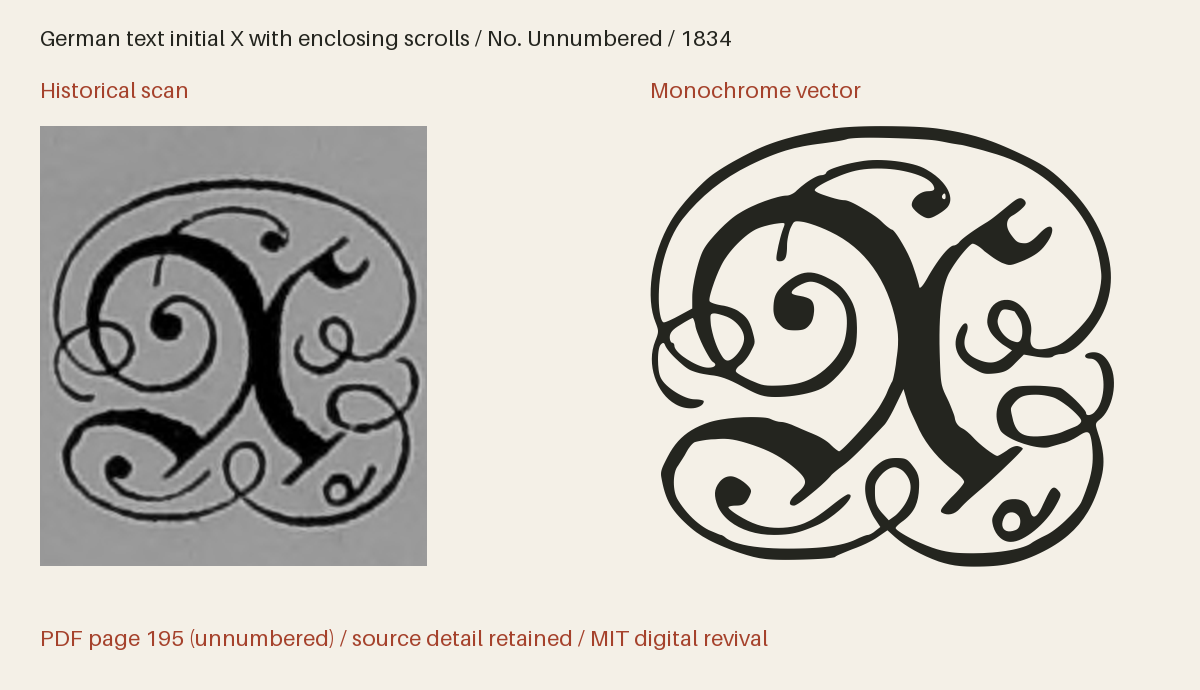 German text initial X with enclosing scrolls / No. Unnumbered / 1834
Historical scan
Monochrome vector
X
X
PDF page 195 (unnumbered) / source detail retained / MIT digital revival